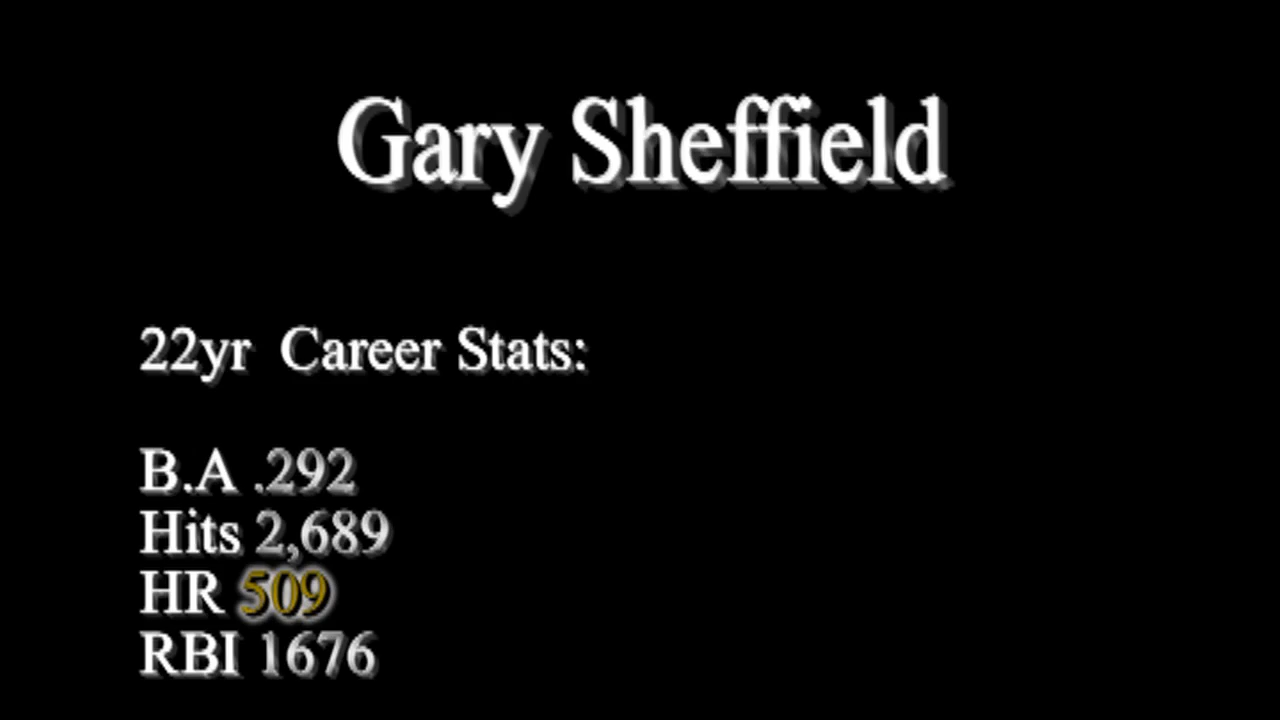 Gary Sheffield
22yr Career Stats:
B.A .292
Hits 2,689
HR 509
RBI 1676